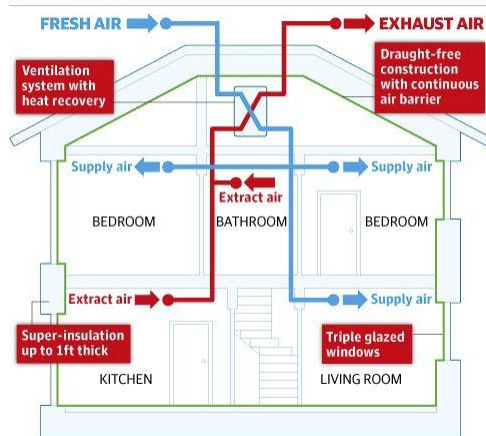 FRESH AIR
EXHAUST AIR
Ventilation
system with
heat recovery
Draught-free
construction
with continuous
air barrier
Supply air
Supply air
Extract air
BEDROOM
BATHROOM
BEDROOM
Extract air
Supply air
Super-insulation
up to 1ft thick
Triple glazed
windows
KITCHEN
LIVING ROOM